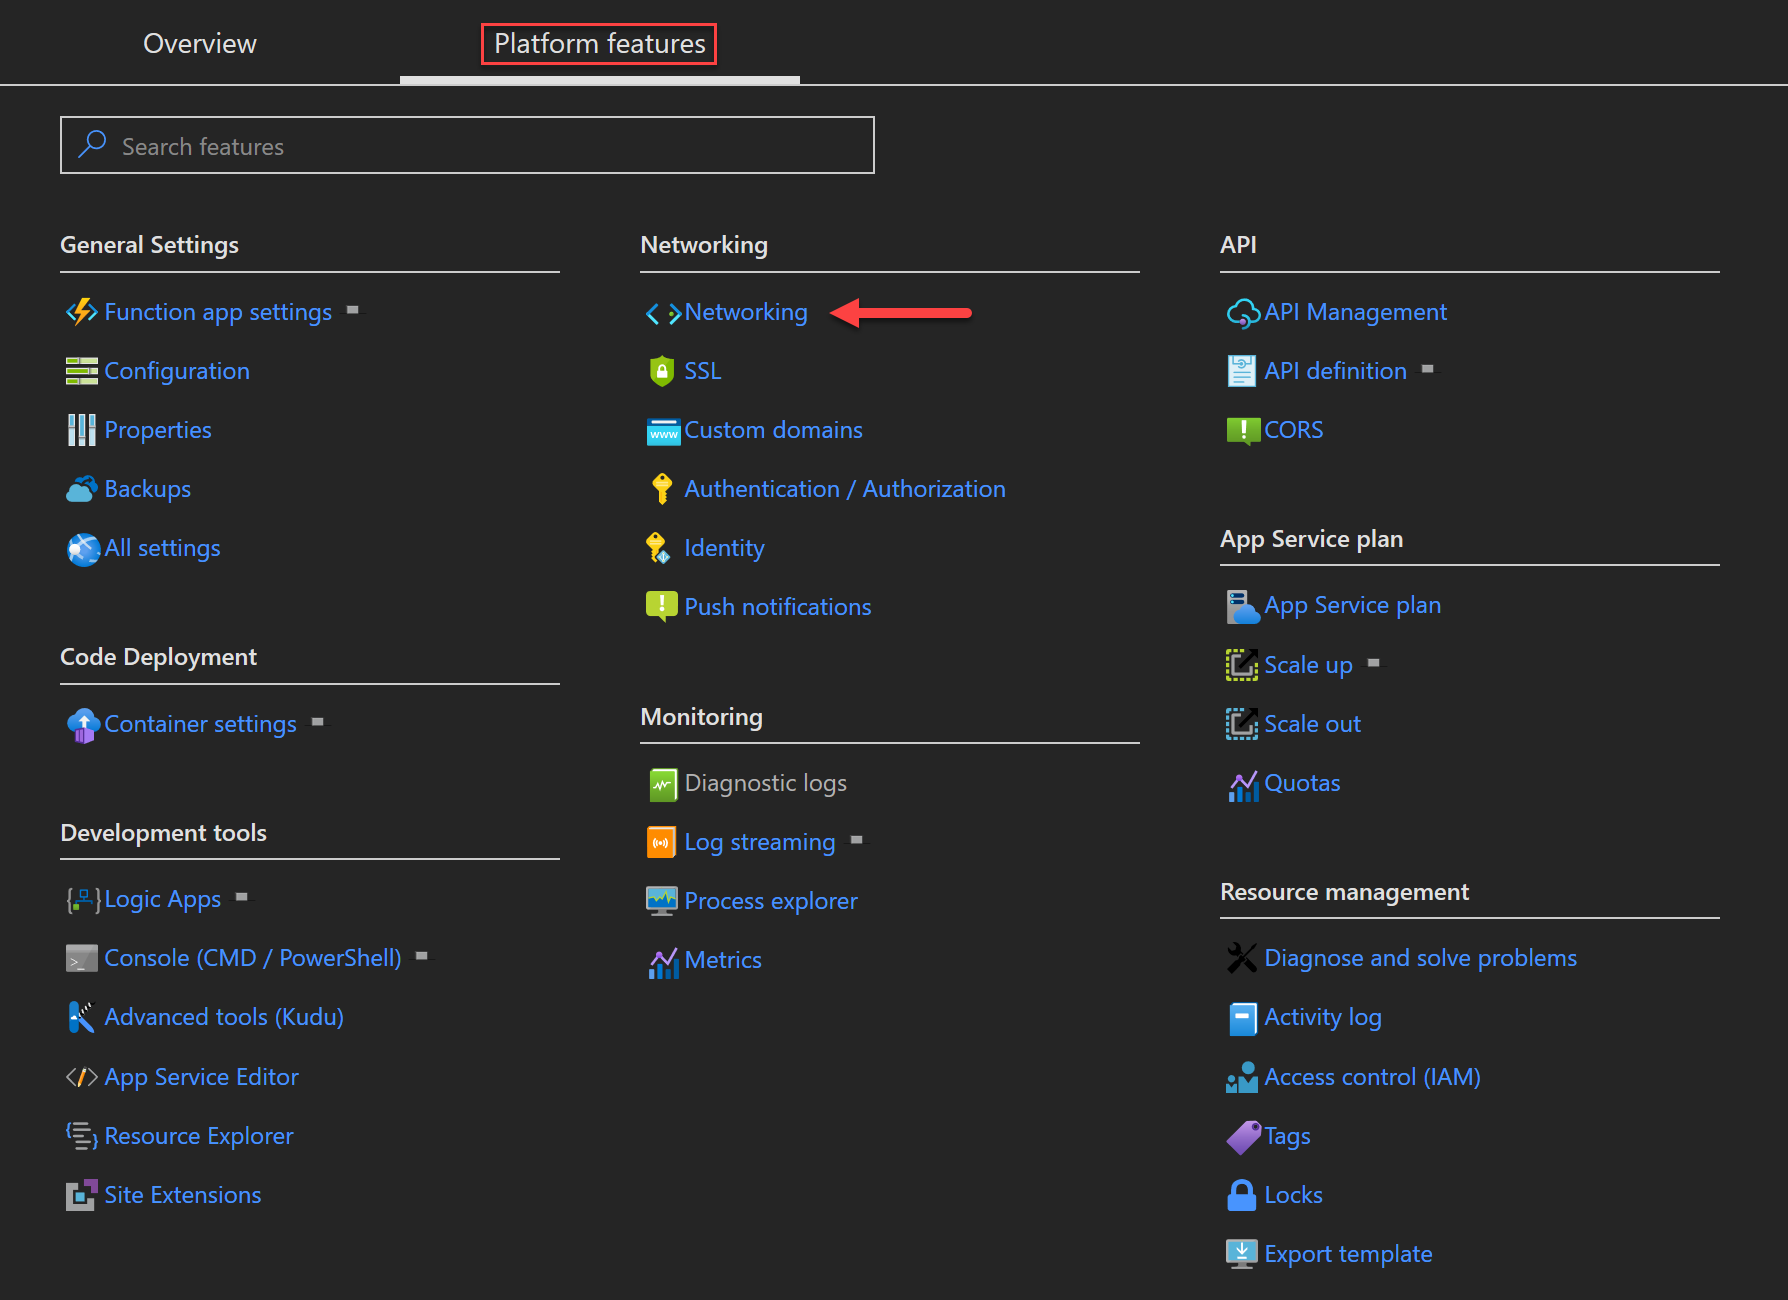 Overview
Platform features
Search features
General Settings
Function app settings
Configuration
Properties
Backups
All settings
Code Deployment
Container settings
Development tools
Logic Apps
Console (CMD / PowerShell)
Advanced tools (Kudu)
App Service Editor
Resource Explorer
Site Extensions
Networking
Networking
SSL
www
Custom domains
Authentication / Authorization
Identity
Push notifications
Monitoring
Diagnostic logs
Log streaming
Process explorer
Metrics
API
API Management
API definition
CORS
App Service plan
App Service plan
Scale up
Scale out
Quotas
Resource management
Diagnose and solve problems
Activity log
Access control (IAM)
Tags
Locks
Export template